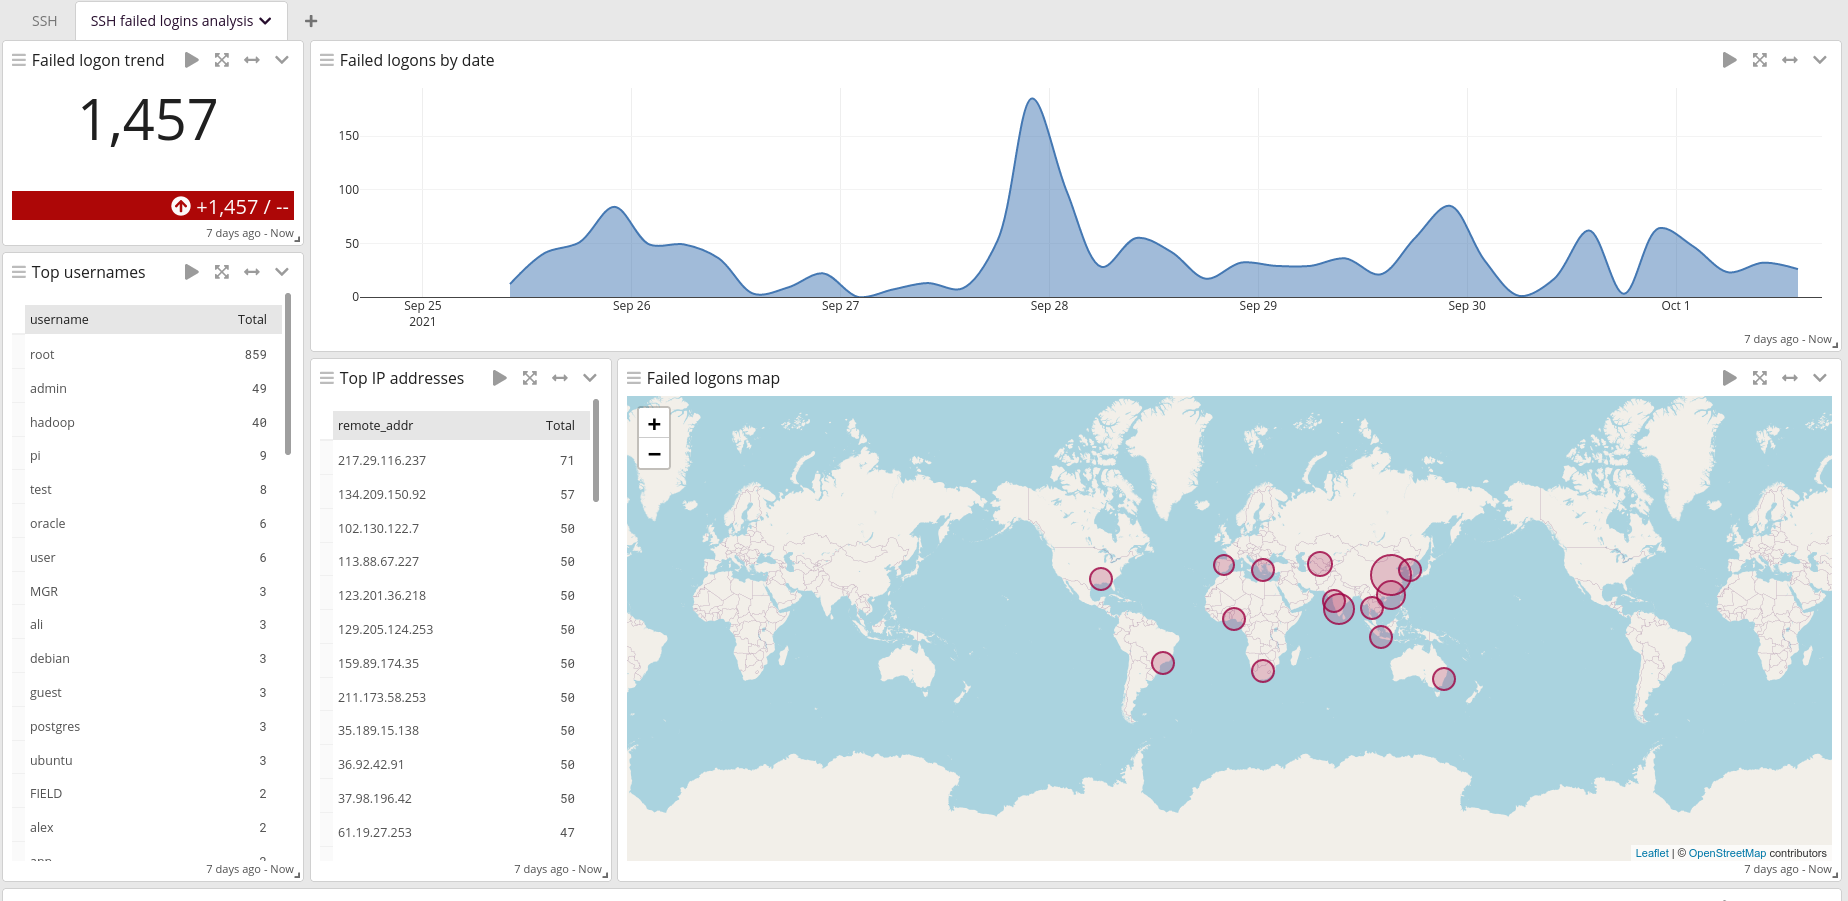 SSH
SSH failed logins analysis
+
Failed logon trend
1,457
+1,457 / --
7 days ago - Now
Failed logons by date
150
100
50
0
Sep 25
2021
Sep 26
Sep 27
Sep 28
Sep 29
Sep 30
Oct 1
7 days ago - Now
Top usernames
username Total
root 859
admin 49
hadoop 40
pi 9
test 8
oracle 6
user 6
MGR 3
ali 3
debian 3
guest 3
postgres 3
ubuntu 3
FIELD 2
alex 2
7 days ago - Now
Top IP addresses
remote_addr Total
217.29.116.237 71
134.209.150.92 57
102.130.122.7 50
113.88.67.227 50
123.201.36.218 50
129.205.124.253 50
159.89.174.35 50
211.173.58.253 50
35.189.15.138 50
36.92.42.91 50
37.98.196.42 50
61.19.27.253 47
7 days ago - Now
Failed logons map
+
−
Leaflet | © OpenStreetMap contributors
7 days ago - Now